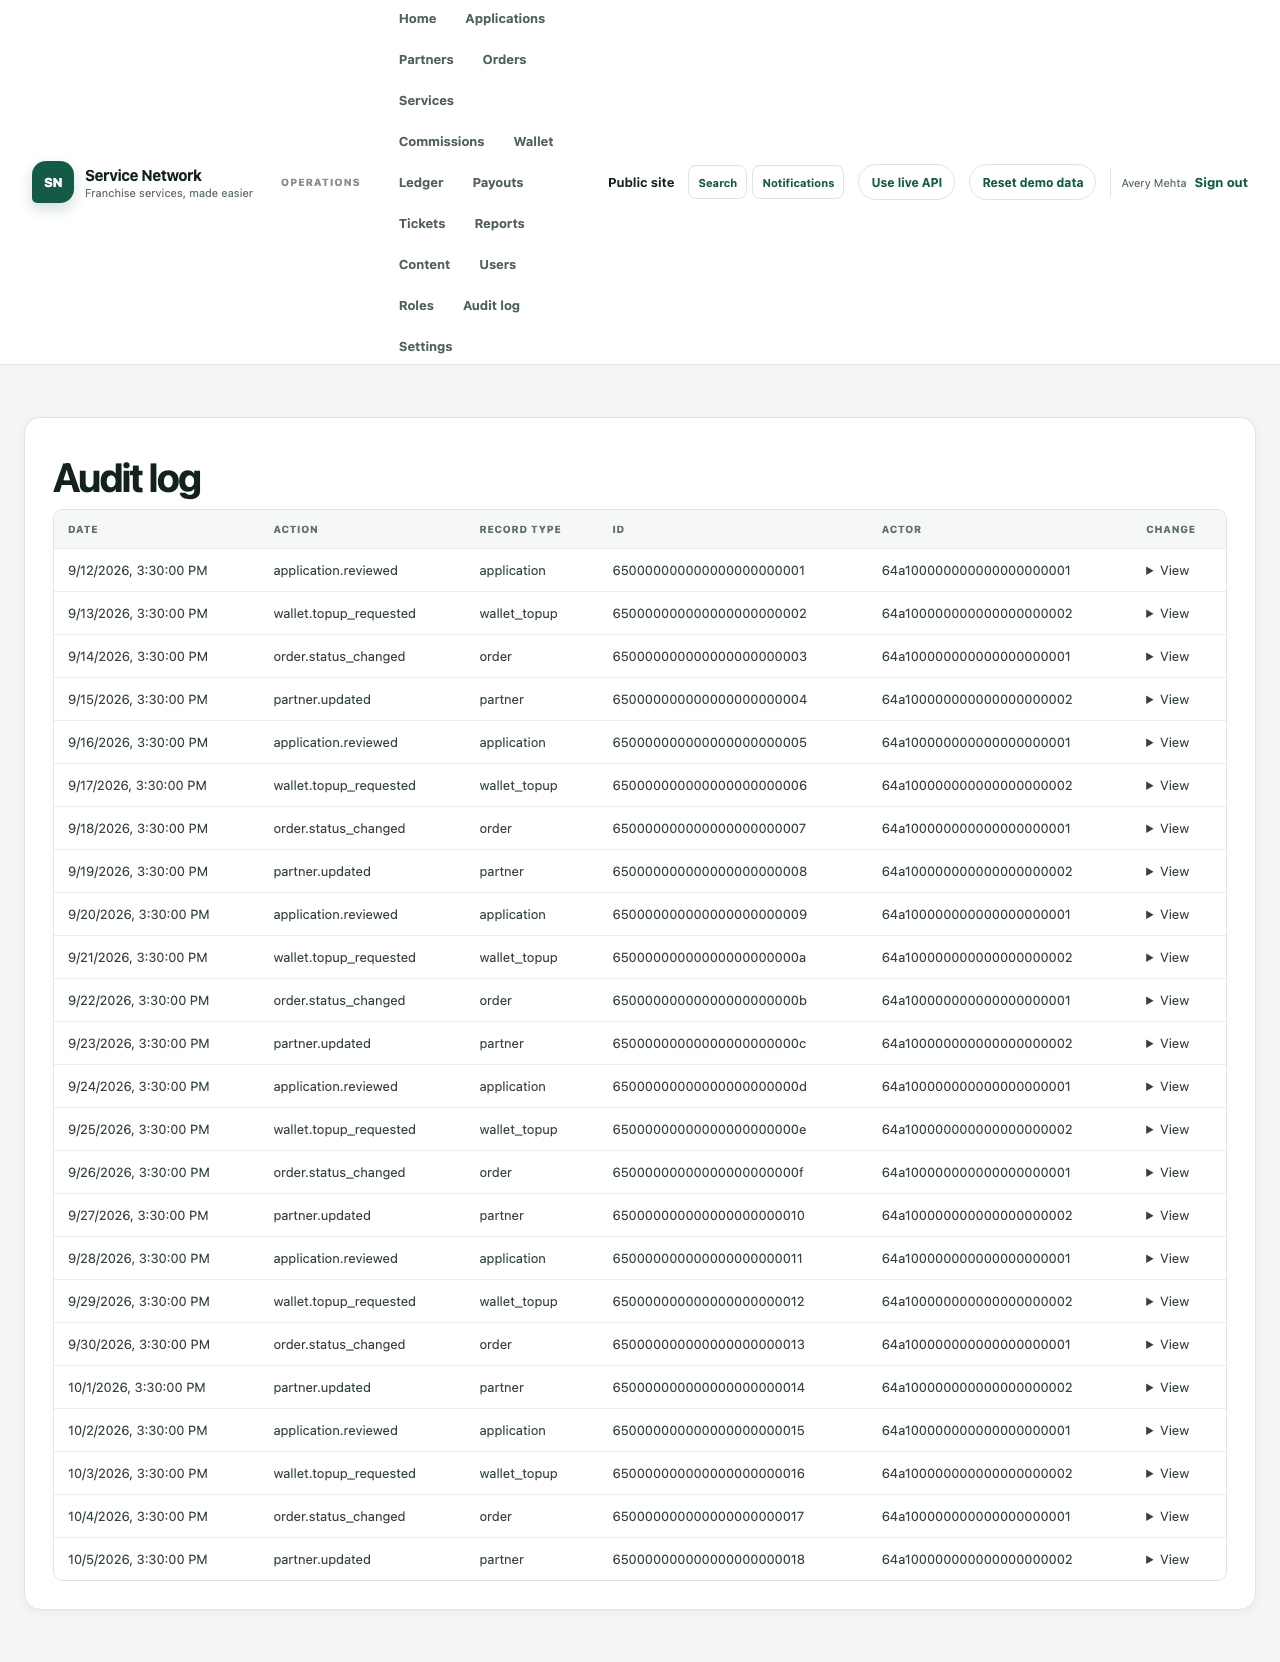 Home Applications
Partners Orders
Services
Commissions Wallet
Ledger Payouts
Tickets Reports
Content Users
Roles Audit log
Settings
SN
Service Network
Franchise services, made easier
OPERATIONS
Public site
Search
Notifications
Use live API
Reset demo data
Avery Mehta
Sign out
Audit log
DATE ACTION RECORD TYPE ID ACTOR CHANGE
9/12/2026, 3:30:00 PM application.reviewed application 650000000000000000000001 64a100000000000000000001 View
9/13/2026, 3:30:00 PM wallet.topup_requested wallet_topup 650000000000000000000002 64a100000000000000000002 View
9/14/2026, 3:30:00 PM order.status_changed order 650000000000000000000003 64a100000000000000000001 View
9/15/2026, 3:30:00 PM partner.updated partner 650000000000000000000004 64a100000000000000000002 View
9/16/2026, 3:30:00 PM application.reviewed application 650000000000000000000005 64a100000000000000000001 View
9/17/2026, 3:30:00 PM wallet.topup_requested wallet_topup 650000000000000000000006 64a100000000000000000002 View
9/18/2026, 3:30:00 PM order.status_changed order 650000000000000000000007 64a100000000000000000001 View
9/19/2026, 3:30:00 PM partner.updated partner 650000000000000000000008 64a100000000000000000002 View
9/20/2026, 3:30:00 PM application.reviewed application 650000000000000000000009 64a100000000000000000001 View
9/21/2026, 3:30:00 PM wallet.topup_requested wallet_topup 65000000000000000000000a 64a100000000000000000002 View
9/22/2026, 3:30:00 PM order.status_changed order 65000000000000000000000b 64a100000000000000000001 View
9/23/2026, 3:30:00 PM partner.updated partner 65000000000000000000000c 64a100000000000000000002 View
9/24/2026, 3:30:00 PM application.reviewed application 65000000000000000000000d 64a100000000000000000001 View
9/25/2026, 3:30:00 PM wallet.topup_requested wallet_topup 65000000000000000000000e 64a100000000000000000002 View
9/26/2026, 3:30:00 PM order.status_changed order 65000000000000000000000f 64a100000000000000000001 View
9/27/2026, 3:30:00 PM partner.updated partner 650000000000000000000010 64a100000000000000000002 View
9/28/2026, 3:30:00 PM application.reviewed application 650000000000000000000011 64a100000000000000000001 View
9/29/2026, 3:30:00 PM wallet.topup_requested wallet_topup 650000000000000000000012 64a100000000000000000002 View
9/30/2026, 3:30:00 PM order.status_changed order 650000000000000000000013 64a100000000000000000001 View
10/1/2026, 3:30:00 PM partner.updated partner 650000000000000000000014 64a100000000000000000002 View
10/2/2026, 3:30:00 PM application.reviewed application 650000000000000000000015 64a100000000000000000001 View
10/3/2026, 3:30:00 PM wallet.topup_requested wallet_topup 650000000000000000000016 64a100000000000000000002 View
10/4/2026, 3:30:00 PM order.status_changed order 650000000000000000000017 64a100000000000000000001 View
10/5/2026, 3:30:00 PM partner.updated partner 650000000000000000000018 64a100000000000000000002 View